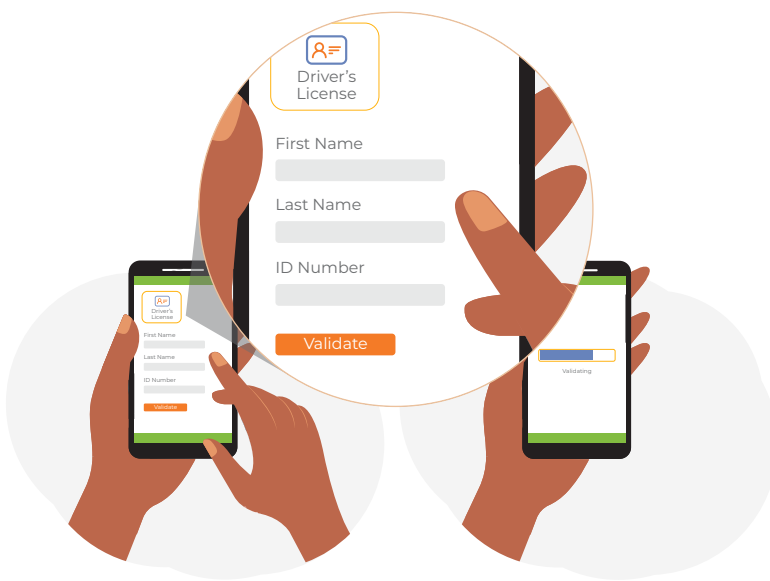 Driver's
License
First Name
Last Name
ID Number
Validate
Driver's
License
First Name
Last Name
ID Number
Validate
Validating